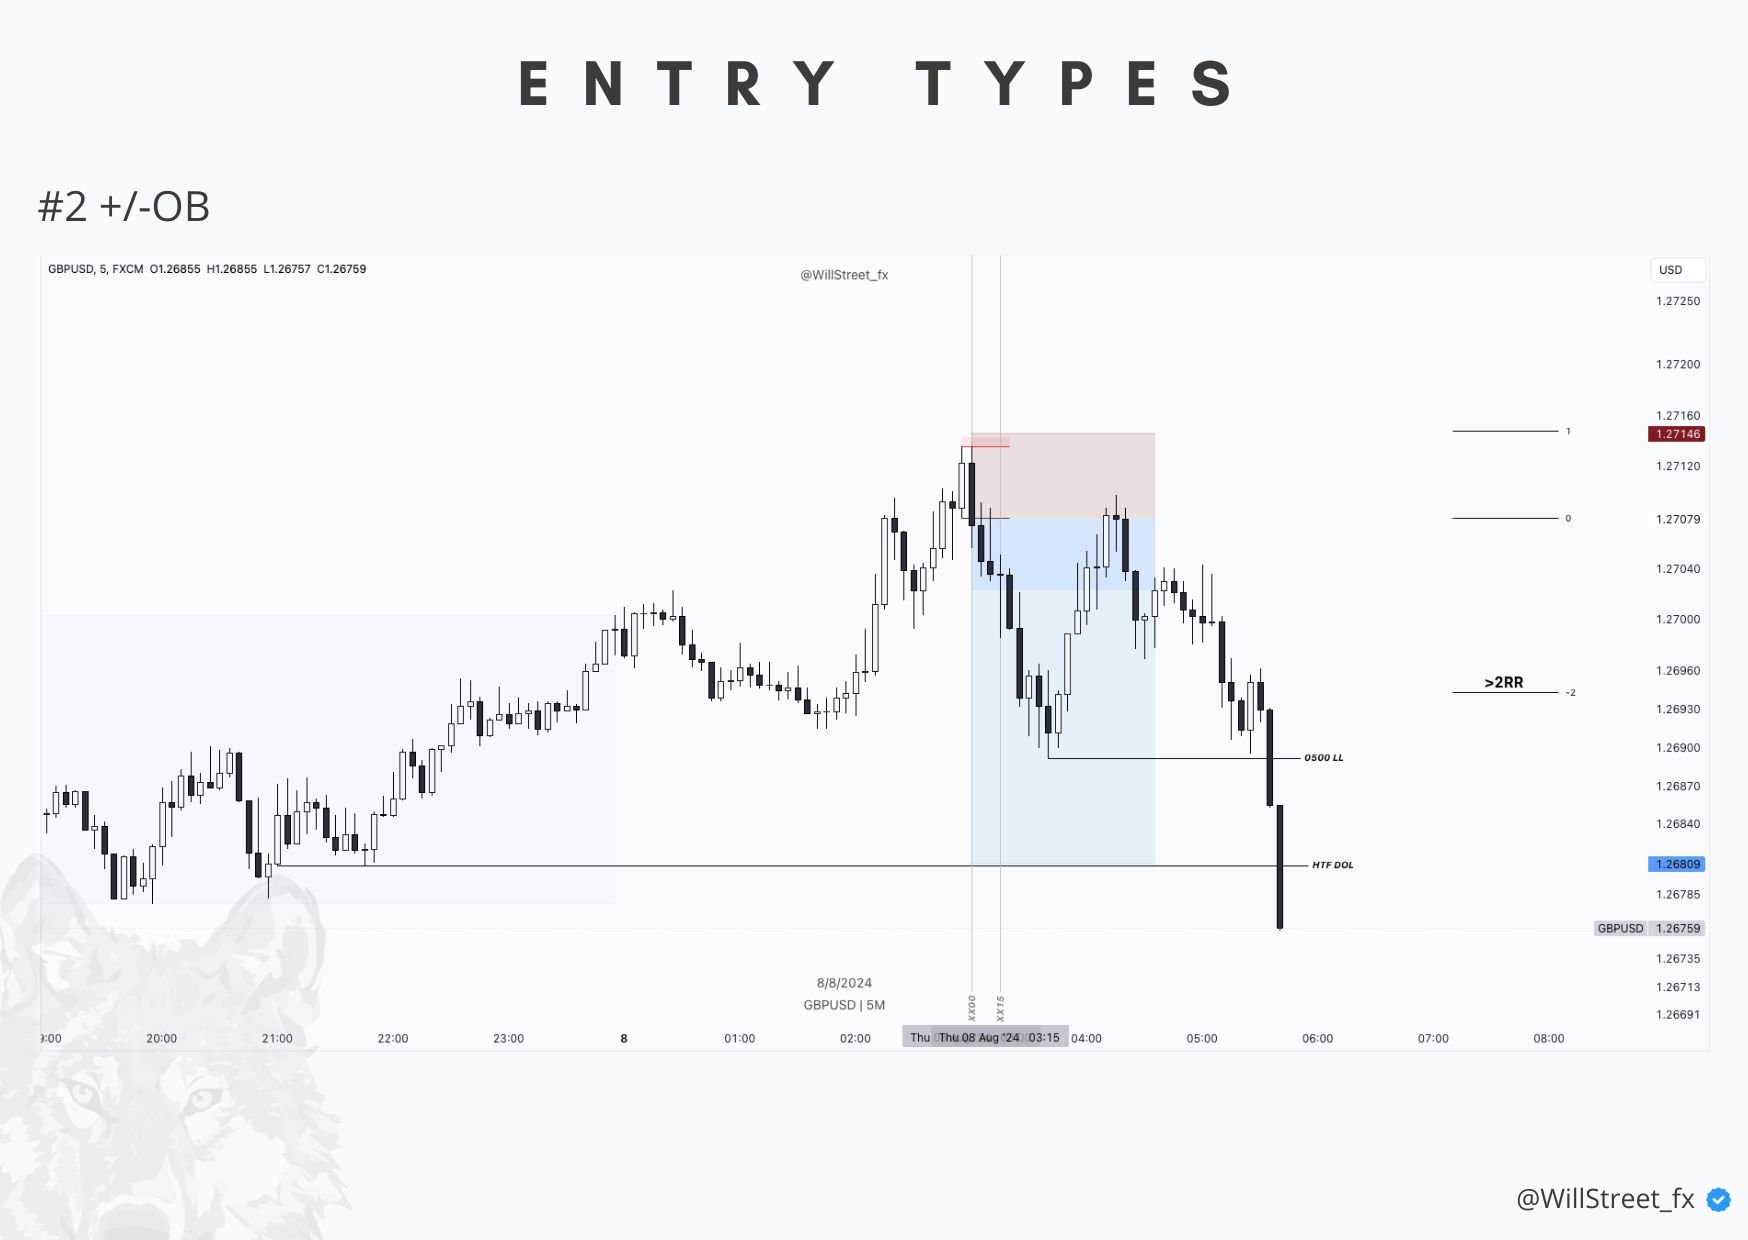 ENTRY TYPES
#2 +/-OB
GBPUSD, 5, FXCM O1.26855 H1.26855 L1.26757 C1.26759
@WillStreet_fx
USD
1.27250
1.27200
1.27160
1
1.27146
1.27120
0
1.27079
1.27040
1.27000
1.26960
>2RR
-2
1.26930
1.26900
0500 LL
1.26870
1.26840
HTF DOL
1.26809
1.26785
GBPUSD 1.26759
1.26735
8/8/2024
1.26713
GBPUSD | 5M
XX00 XX15
1.26691
20:00 21:00 22:00 23:00 8 01:00 02:00 Thu Thu 08 Aug '24 03:15 04:00 05:00 06:00 07:00 08:00
@WillStreet_fx